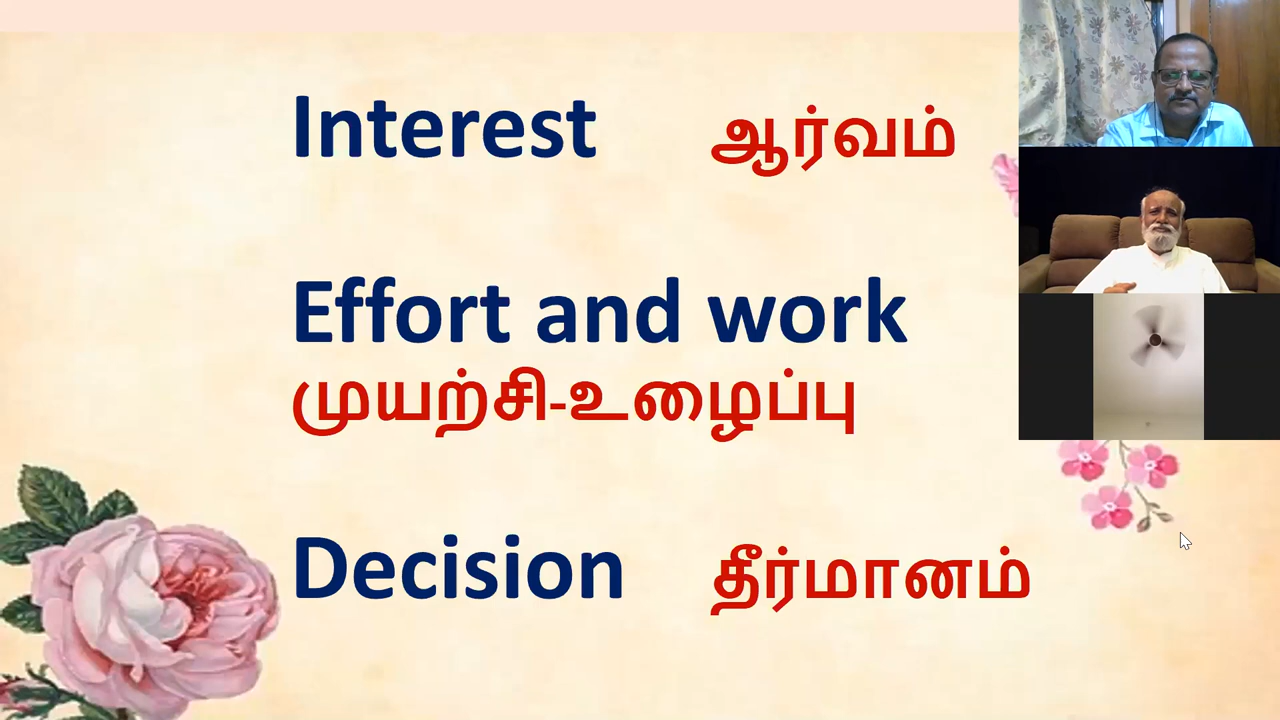 Interest ஆர்வம்
Effort and work
முயற்சி-உழைப்பு
Decision தீர்மானம்